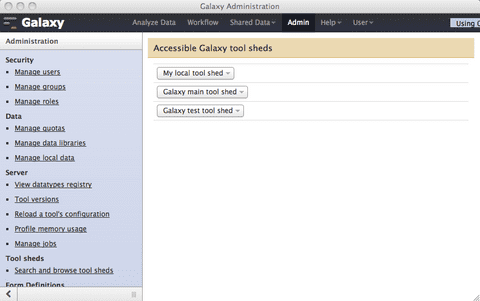 Galaxy Administration
Galaxy
Analyze Data Workflow Shared Data Admin Help User
Using
Administration
Security
Manage users
Manage groups
Manage roles
Data
Manage quotas
Manage data libraries
Manage local data
Server
View datatypes registry
Tool versions
Reload a tool's configuration
Profile memory usage
Manage jobs
Tool sheds
Search and browse tool sheds
Form Definitions
Accessible Galaxy tool sheds
My local tool shed
Galaxy main tool shed
Galaxy test tool shed